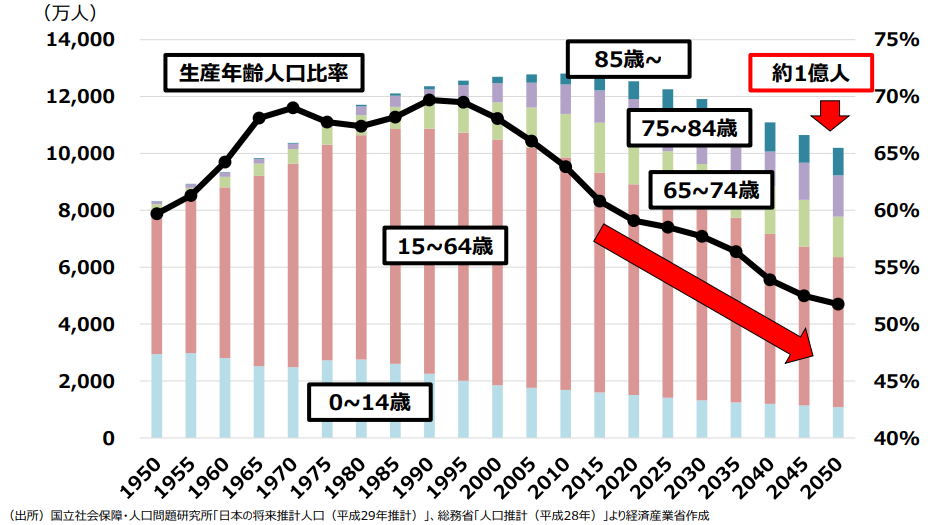 (万人)
14,000
12,000
10,000
8,000
6,000
4,000
2,000
0
75%
70%
65%
60%
55%
50%
45%
40%
生産年齢人口比率
85歳~
約1億人
75~84歳
65~74歳
15~64歳
0~14歳
1950 1955 1960 1965 1970 1975 1980 1985 1990 1995 2000 2005 2010 2015 2020 2025 2030 2035 2040 2045 2050
(出所)国立社会保障・人口問題研究所「日本の将来推計人口(平成29年推計)」、総務省「人口推計(平成28年)」より経済産業省作成